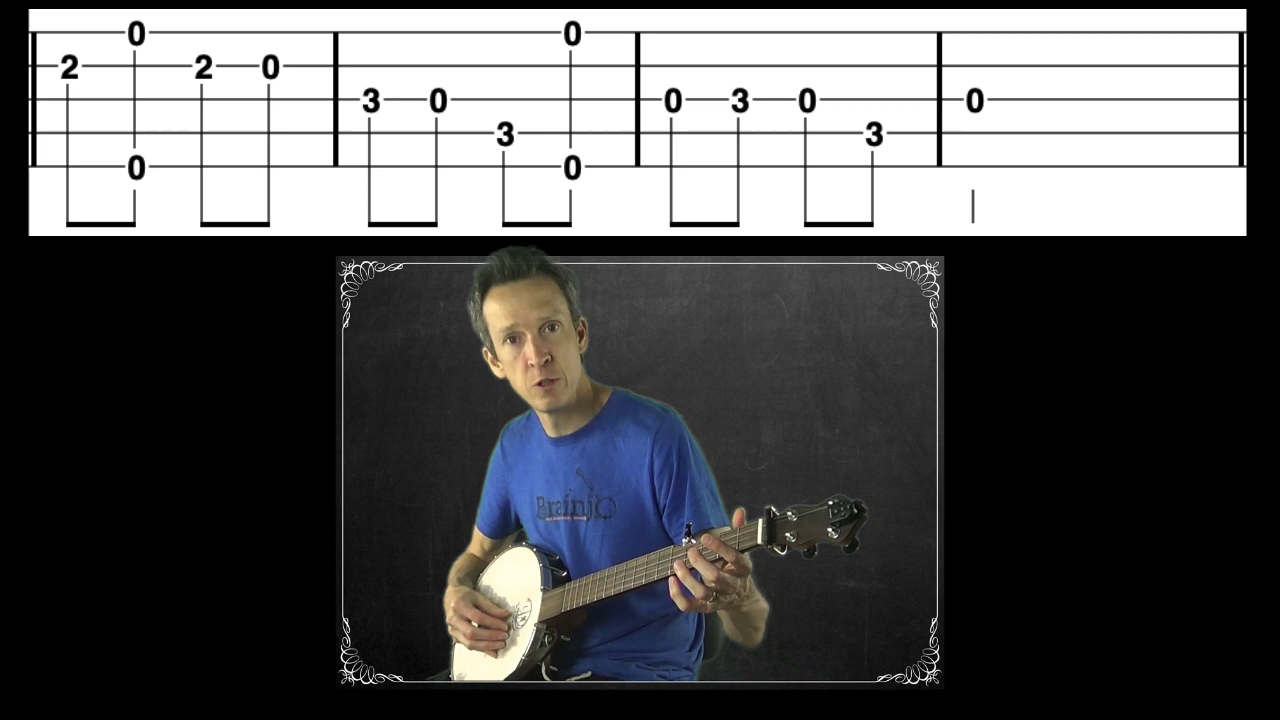 0 0
2 2 0
3 0 0 3 0 0
3 3
0 0
Brainjo